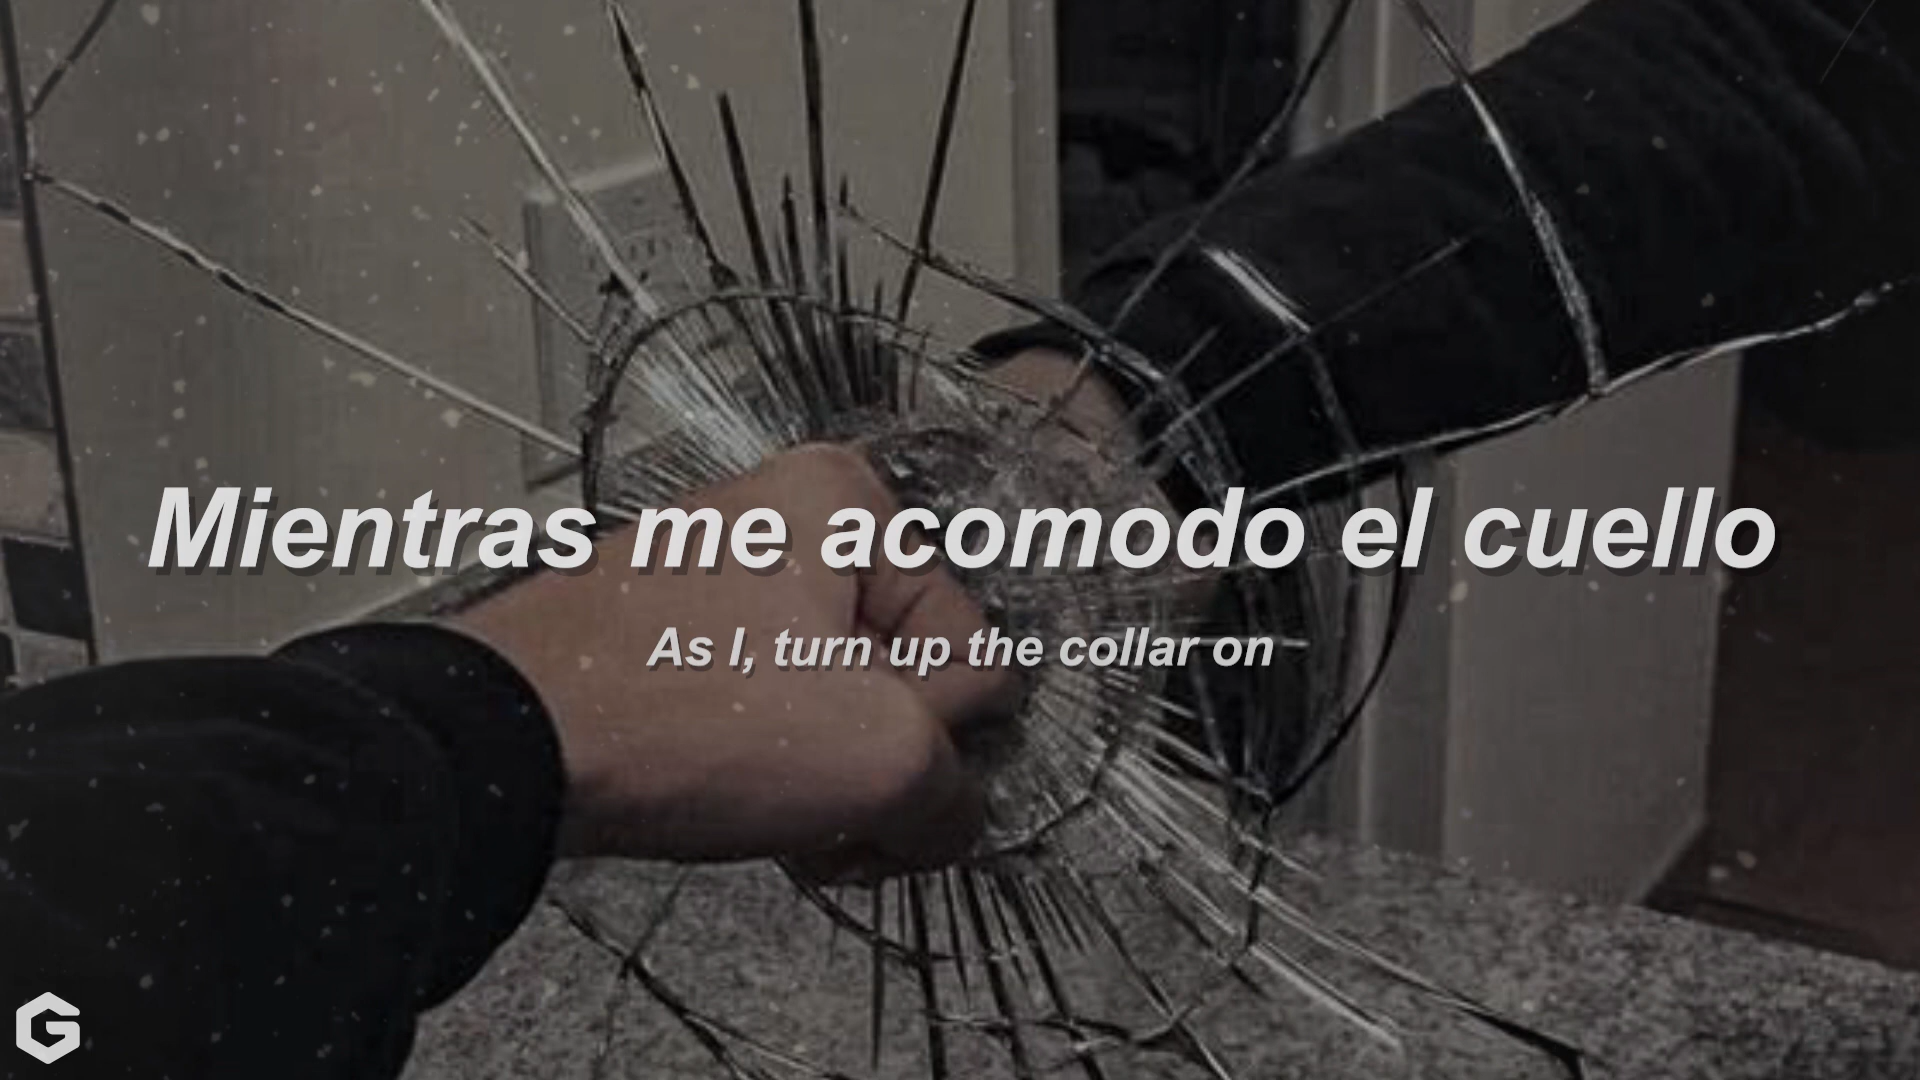 Mientras me acomodo el cuello
As I, turn up the collar on